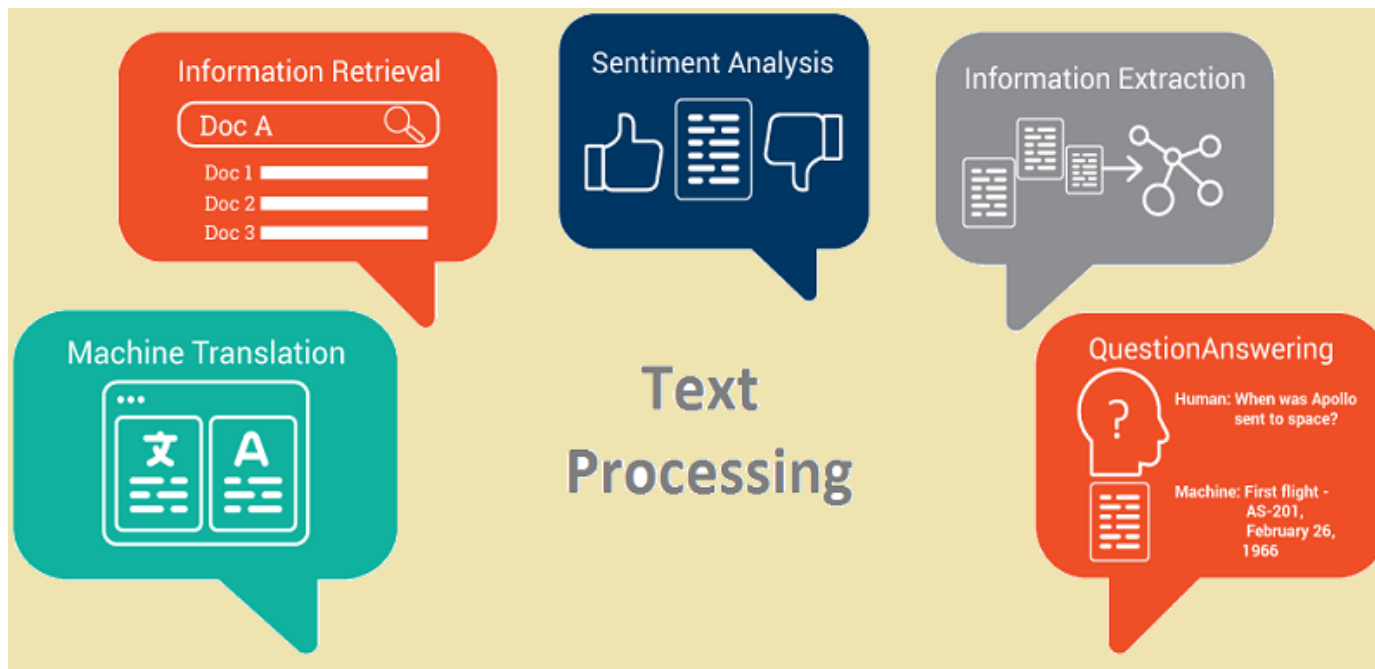 Information Retrieval
Doc A
Doc 1
Doc 2
Doc 3
Sentiment Analysis
Information Extraction
Machine Translation
文 A
Text
Processing
QuestionAnswering
?
Human: When was Apollo
sent to space?
Machine: First flight -
AS-201,
February 26,
1966